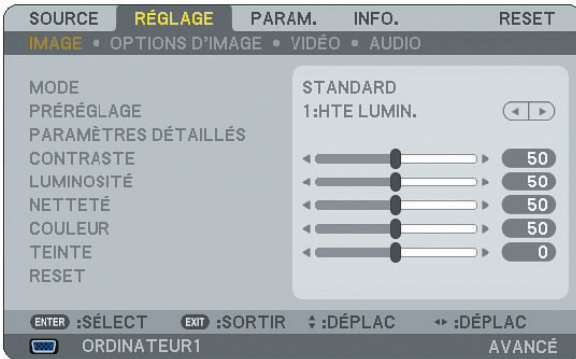 SOURCE RÉGLAGE PARAM. INFO. RESET
IMAGE • OPTIONS D'IMAGE • VIDÉO • AUDIO
MODE STANDARD
PRÉRÉGLAGE 1:HTE LUMIN.
PARAMÈTRES DÉTAILLÉS
CONTRASTE 50
LUMINOSITÉ 50
NETTETÉ 50
COULEUR 50
TEINTE 0
RESET
ENTER :SÉLECT EXIT :SORTIR :DÉPLAC :DÉPLAC
ORDINATEUR1 AVANCÉ